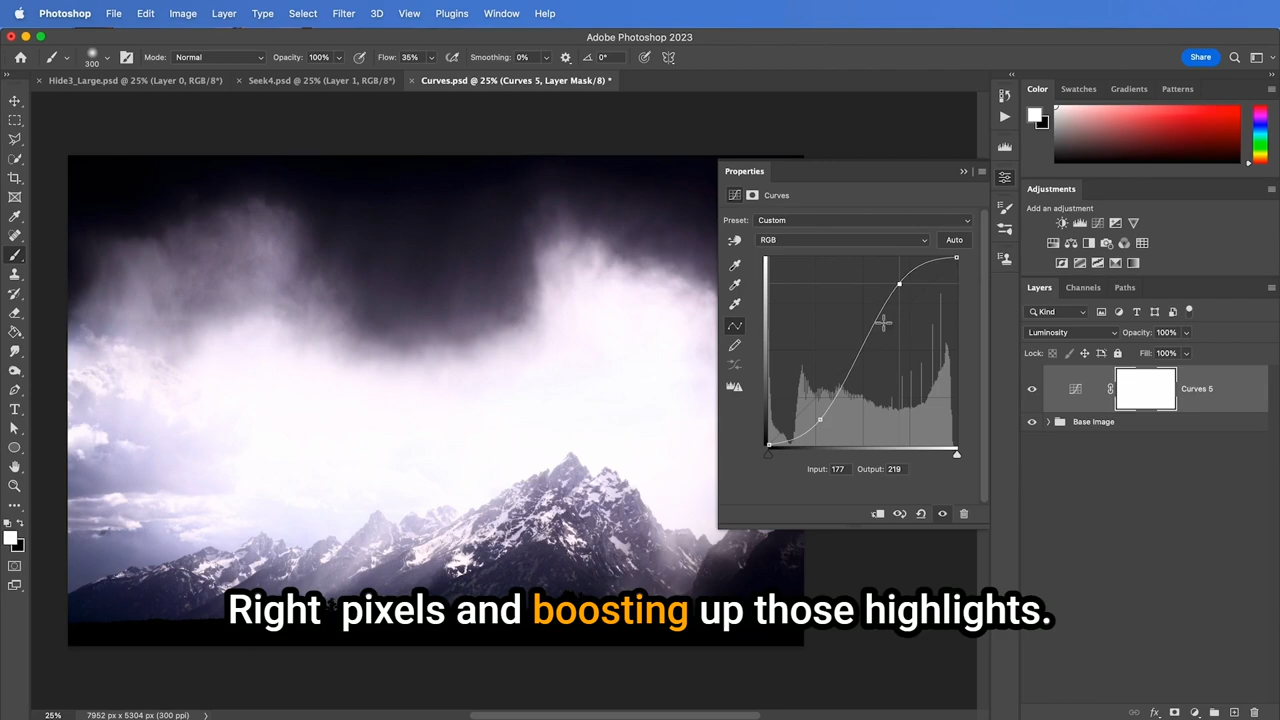 Photoshop File Edit Image Layer Type Select Filter 3D View Plugins Window Help
Adobe Photoshop 2023
300 Mode: Normal Opacity: 100% Flow: 35% Smoothing: 0% 0° Share
Hide3_Large.psd @ 25% (Layer 0, RGB/8*) Seek4.psd @ 25% (Layer 1, RGB/8*) Curves.psd @ 25% (Curves 5, Layer Mask/8) *
Color Swatches Gradients Patterns
Properties
Curves
Preset: Custom
RGB Auto
Input: 177 Output: 219
Adjustments
Add an adjustment
Layers Channels Paths
Kind
Luminosity Opacity: 100%
Lock: Fill: 100%
Curves 5
Base Image
Right pixels and boosting up those highlights.
25% 7952 px x 5304 px (300 ppi)